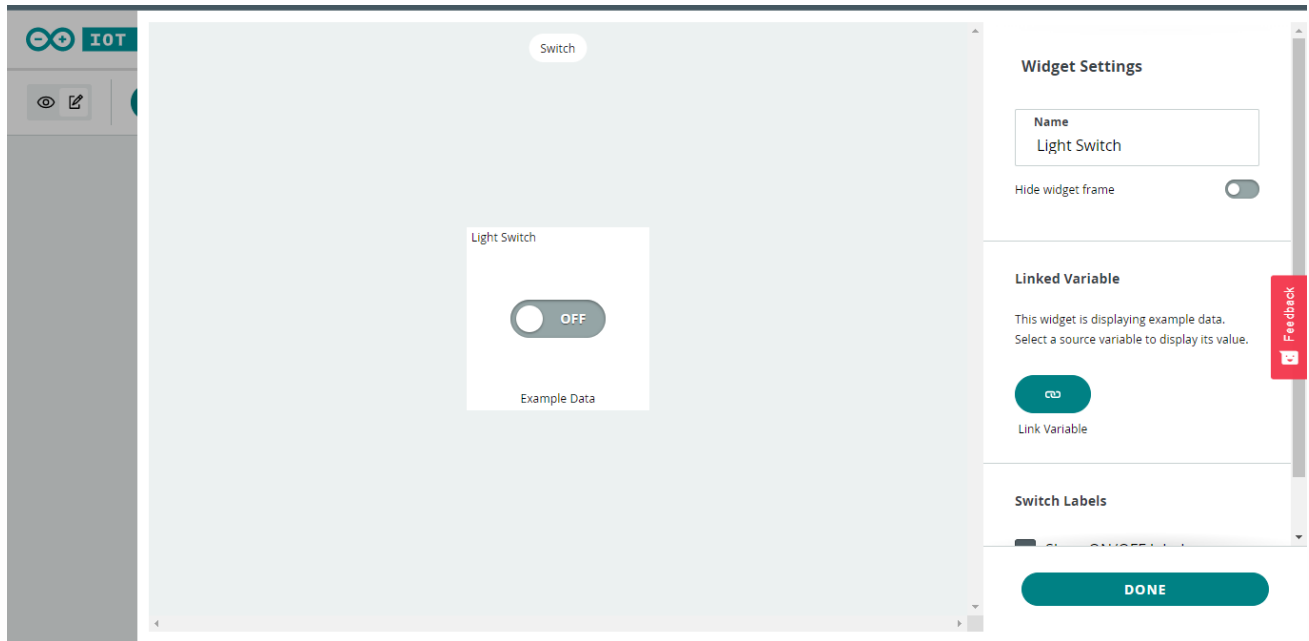 IOT
Switch
Light Switch
OFF
Example Data
Widget Settings
Name
Light Switch
Hide widget frame
Linked Variable
This widget is displaying example data.
Select a source variable to display its value.
Link Variable
Switch Labels
DONE
Feedback